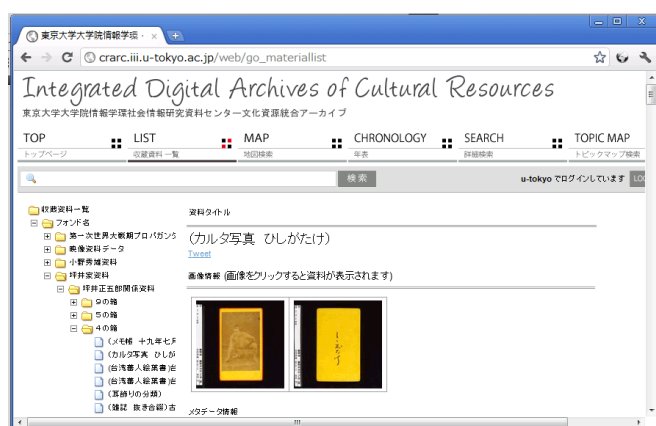 東京大学大学院情報学環・
crarc.iii.u-tokyo.ac.jp/web/go_materiallist
Integrated Digital Archives of Cultural Resources
東京大学大学院情報学環社会情報研究資料センター文化資源統合アーカイブ
TOP LIST MAP CHRONOLOGY SEARCH TOPIC MAP
トップページ 収蔵資料一覧 地図検索 年表 詳細検索 トピックマップ検索
検索
u-tokyo でログインしています LOG
収蔵資料一覧
フォンド名
第一次世界大戦期プロパガンダ
映像資料データ
小野秀雄資料
坪井家資料
坪井正五郎関係資料
9の箱
5の箱
4の箱
(メモ帳 十九年七月
(カルタ写真 ひしが
(台湾蕃人絵葉書)
(台湾蕃人絵葉書)
(耳飾りの分類)
(雑誌 抜き合綴)古
資料タイトル
(カルタ写真 ひしがたけ)
Tweet
画像情報 (画像をクリックすると資料が表示されます)
メタデータ情報